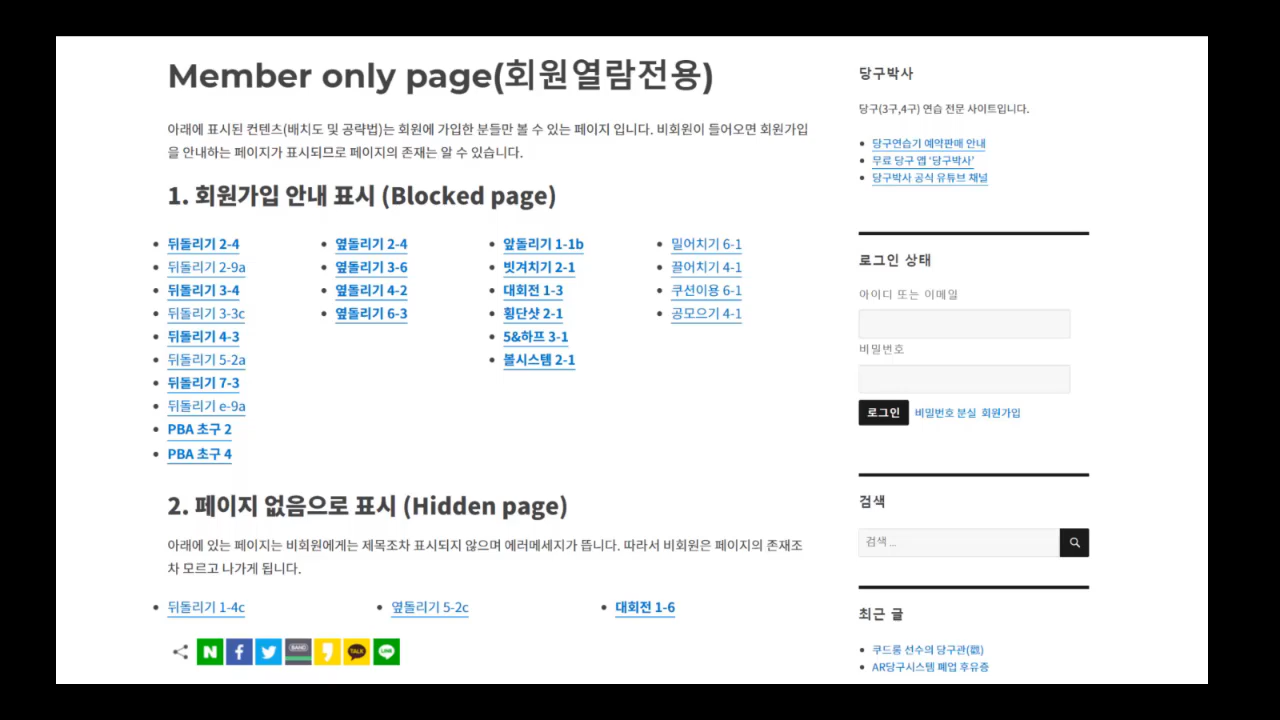 Member only page(회원열람전용)
아래에 표시된 컨텐츠(배치도 및 공략법)는 회원에 가입한 분들만 볼 수 있는 페이지 입니다. 비회원이 들어오면 회원가입
을 안내하는 페이지가 표시되므로 페이지의 존재는 알 수 있습니다.
1. 회원가입 안내 표시 (Blocked page)
뒤돌리기 2-4
뒤돌리기 2-9a
뒤돌리기 3-4
뒤돌리기 3-3c
뒤돌리기 4-3
뒤돌리기 5-2a
뒤돌리기 7-3
뒤돌리기 e-9a
PBA 초구 2
PBA 초구 4
옆돌리기 2-4
옆돌리기 3-6
옆돌리기 4-2
옆돌리기 6-3
앞돌리기 1-1b
빗겨치기 2-1
대회전 1-3
횡단샷 2-1
5&하프 3-1
볼시스템 2-1
밀어치기 6-1
끌어치기 4-1
쿠션이용 6-1
공모으기 4-1
2. 페이지 없음으로 표시 (Hidden page)
아래에 있는 페이지는 비회원에게는 제목조차 표시되지 않으며 에러메세지가 뜹니다. 따라서 비회원은 페이지의 존재조
차 모르고 나가게 됩니다.
뒤돌리기 1-4c
옆돌리기 5-2c
대회전 1-6
N
f
BAND
TALK
LINE
당구박사
당구(3구,4구) 연습 전문 사이트입니다.
당구연습기 예약판매 안내
무료 당구 앱 ‘당구박사’
당구박사 공식 유튜브 채널
로그인 상태
아이디 또는 이메일
비밀번호
로그인 비밀번호 분실 회원가입
검색
검색 ...
최근 글
쿠드롱 선수의 당구관(觀)
AR당구시스템 폐업 후유증